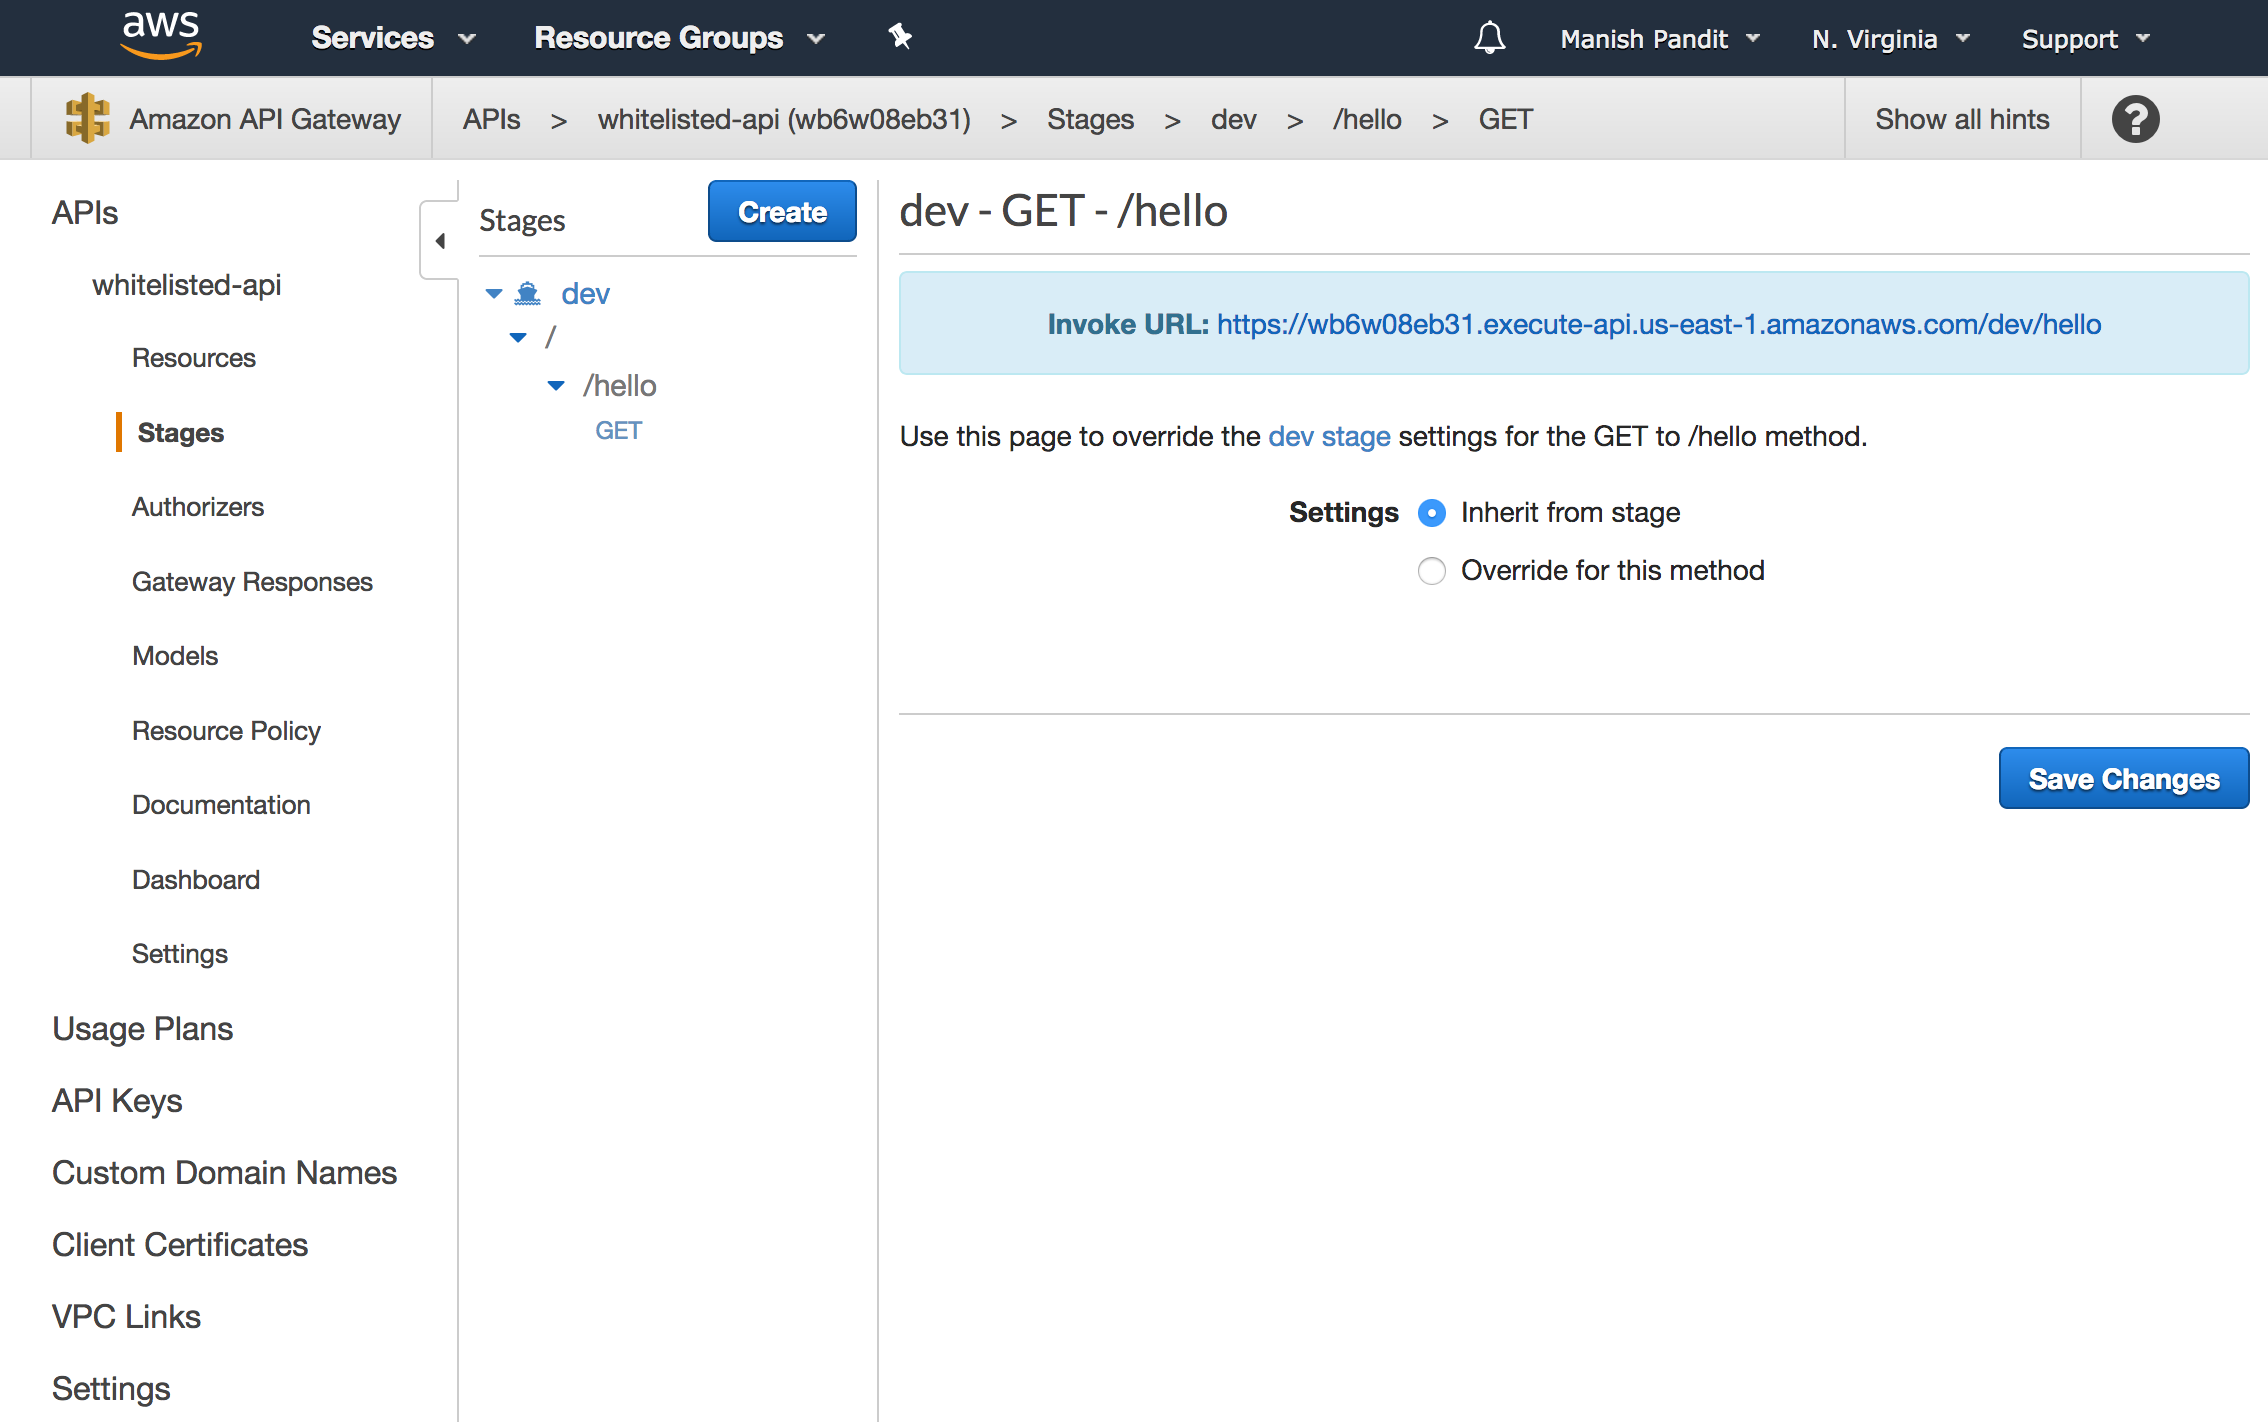 aws Services Resource Groups Manish Pandit N. Virginia Support
Amazon API Gateway APIs > whitelisted-api (wb6w08eb31) > Stages > dev > /hello > GET Show all hints ?
APIs
whitelisted-api
Resources
Stages
Authorizers
Gateway Responses
Models
Resource Policy
Documentation
Dashboard
Settings
Usage Plans
API Keys
Custom Domain Names
Client Certificates
VPC Links
Settings
Stages Create
dev
/
/hello
GET
dev - GET - /hello
Invoke URL: https://wb6w08eb31.execute-api.us-east-1.amazonaws.com/dev/hello
Use this page to override the dev stage settings for the GET to /hello method.
Settings Inherit from stage
Override for this method
Save Changes